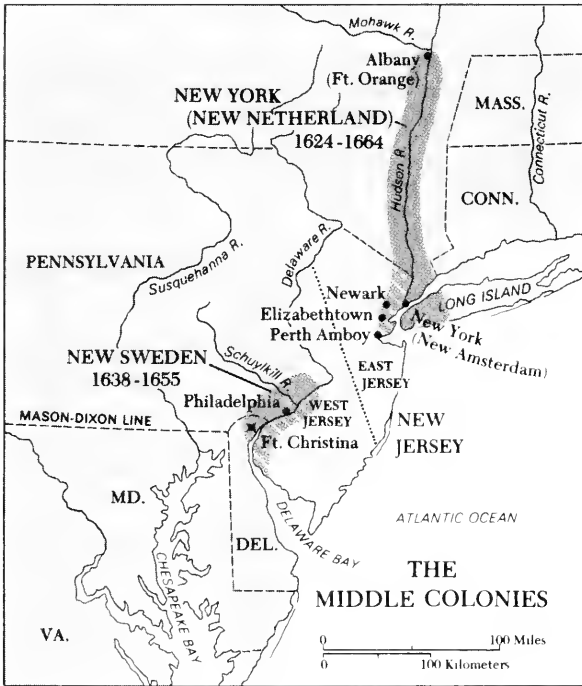 Mohawk R.
Albany
(Ft. Orange)
NEW YORK
(NEW NETHERLAND)
1624-1664
MASS.
Connecticut R.
Hudson R.
CONN.
PENNSYLVANIA
Susquehanna R.
Delaware R.
Newark
Elizabethtown
Perth Amboy
LONG ISLAND
New York
(New Amsterdam)
NEW SWEDEN
1638-1655
Schuylkill R.
EAST
JERSEY
Philadelphia
WEST
JERSEY
MASON-DIXON LINE
Ft. Christina
NEW
JERSEY
MD.
DEL.
DELAWARE BAY
ATLANTIC OCEAN
CHESAPEAKE BAY
VA.
THE
MIDDLE COLONIES
0 100 Miles
0 100 Kilometers